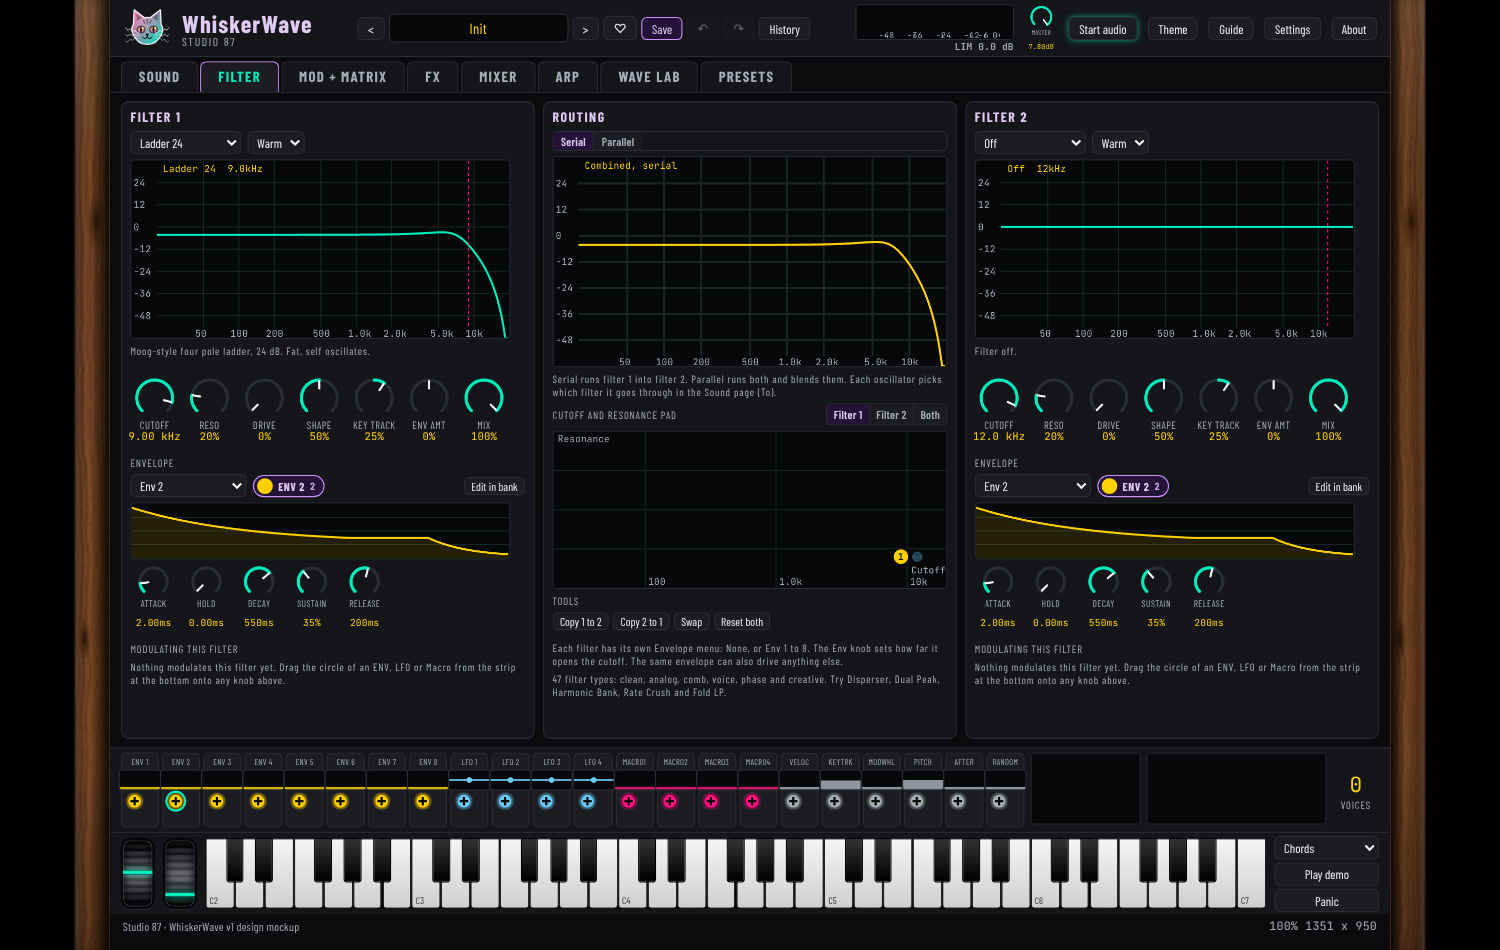 WhiskerWave
STUDIO 87
<
Init
>
Save
History
LIM 0.0 dB
MASTER
7.80dB
Start audio
Theme
Guide
Settings
About
SOUND
FILTER
MOD + MATRIX
FX
MIXER
ARP
WAVE LAB
PRESETS
FILTER 1
Ladder 24
Warm
Ladder 24 9.0kHz
24
12
0
-12
-24
-36
-48
50 100 200 500 1.0k 2.0k 5.0k 10k
Moog-style four pole ladder, 24 dB. Fat, self oscillates.
CUTOFF RESO DRIVE SHAPE KEY TRACK ENV AMT MIX
9.00 kHz 20% 0% 50% 25% 0% 100%
ENVELOPE
Env 2
ENV 2 2
Edit in bank
ATTACK HOLD DECAY SUSTAIN RELEASE
2.00ms 0.00ms 550ms 35% 200ms
MODULATING THIS FILTER
Nothing modulates this filter yet. Drag the circle of an ENV, LFO or Macro from the strip
at the bottom onto any knob above.
ROUTING
Serial Parallel
Combined, serial
24
12
0
-12
-24
-36
-48
50 100 200 500 1.0k 2.0k 5.0k 10k
Serial runs filter 1 into filter 2. Parallel runs both and blends them. Each oscillator picks
which filter it goes through in the Sound page (To).
CUTOFF AND RESONANCE PAD
Filter 1 Filter 2 Both
Resonance
1
Cutoff
100 1.0k 10k
TOOLS
Copy 1 to 2
Copy 2 to 1
Swap
Reset both
Each filter has its own Envelope menu: None, or Env 1 to 8. The Env knob sets how far it
opens the cutoff. The same envelope can also drive anything else.
47 filter types: clean, analog, comb, voice, phase and creative. Try Disperser, Dual Peak,
Harmonic Bank, Rate Crush and Fold LP.
FILTER 2
Off
Warm
Off 12kHz
24
12
0
-12
-24
-36
-48
50 100 200 500 1.0k 2.0k 5.0k 10k
Filter off.
CUTOFF RESO DRIVE SHAPE KEY TRACK ENV AMT MIX
12.0 kHz 20% 0% 50% 25% 0% 100%
ENVELOPE
Env 2
ENV 2 2
Edit in bank
ATTACK HOLD DECAY SUSTAIN RELEASE
2.00ms 0.00ms 550ms 35% 200ms
MODULATING THIS FILTER
Nothing modulates this filter yet. Drag the circle of an ENV, LFO or Macro from the strip
at the bottom onto any knob above.
ENV 1 ENV 2 ENV 3 ENV 4 ENV 5 ENV 6 ENV 7 ENV 8 LFO 1 LFO 2 LFO 3 LFO 4 MACRO1 MACRO2 MACRO3 MACRO4 VELOC KEYTRK MODWHL PITCH AFTER RANDOM
0
VOICES
C2 C3 C4 C5 C6 C7
Chords
Play demo
Panic
Studio 87 · WhiskerWave v1 design mockup
100% 1351 x 950